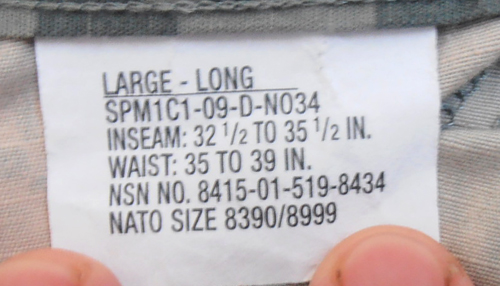 LARGE - LONG
SPM1C1-09-D-N034
INSEAM: 32 1/2 TO 35 1/2 IN.
WAIST: 35 TO 39 IN.
NSN NO. 8415-01-519-8434
NATO SIZE 8390/8999